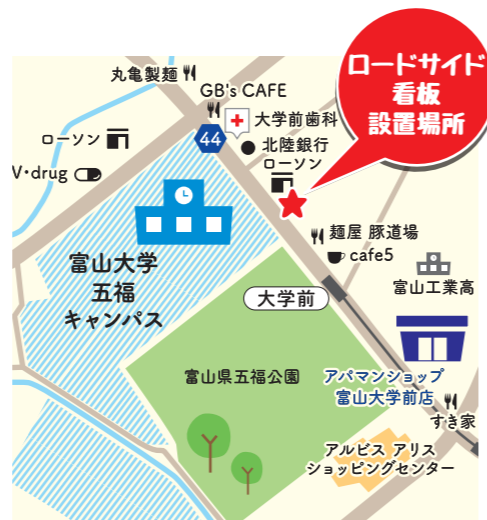 ロードサイド
看板
設置場所
丸亀製麺
GB's CAFE
大学前歯科
44
北陸銀行
ローソン
ローソン
V・drug
麺屋 豚道場
cafe5
富山工業高
富山大学
五福
キャンパス
大学前
富山県五福公園
アパマンショップ
富山大学前店
すき家
アルビス アリス
ショッピングセンター